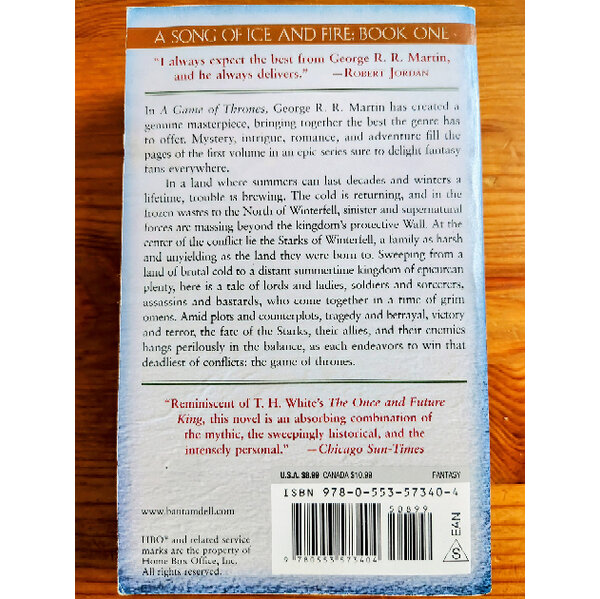 A SONG OF ICE AND FIRE: BOOK ONE
"I always expect the best from George R. R. Martin,
and he always delivers." —ROBERT JORDAN
In A Game of Thrones, George R. R. Martin has created a
genuine masterpiece, bringing together the best the genre has
to offer. Mystery, intrigue, romance, and adventure fill the
pages of the first volume in an epic series sure to delight fantasy
fans everywhere.
In a land where summers can last decades and winters a
lifetime, trouble is brewing. The cold is returning, and in the
frozen wastes to the North of Winterfell, sinister and supernatural
forces are massing beyond the kingdom's protective Wall. At the
center of the conflict lie the Starks of Winterfell, a family as harsh
and unyielding as the land they were born to. Sweeping from a
land of brutal cold to a distant summertime kingdom of epicurean
plenty, here is a tale of lords and ladies, soldiers and sorcerers,
assassins and bastards, who come together in a time of grim
omens. Amid plots and counterplots, tragedy and betrayal, victory
and terror, the fate of the Starks, their allies, and their enemies
hangs perilously in the balance, as each endeavors to win that
deadliest of conflicts: the game of thrones.
"Reminiscent of T. H. White's The Once and Future
King, this novel is an absorbing combination of
the mythic, the sweepingly historical, and the
intensely personal." —Chicago Sun-Times
U.S.A. $8.99 CANADA $10.99 FANTASY
ISBN 978-0-553-57340-4
50899
www.bantamdell.com
9 780553 573404
S EAN
HBO® and related service
marks are the property of
Home Box Office, Inc.
All rights reserved.